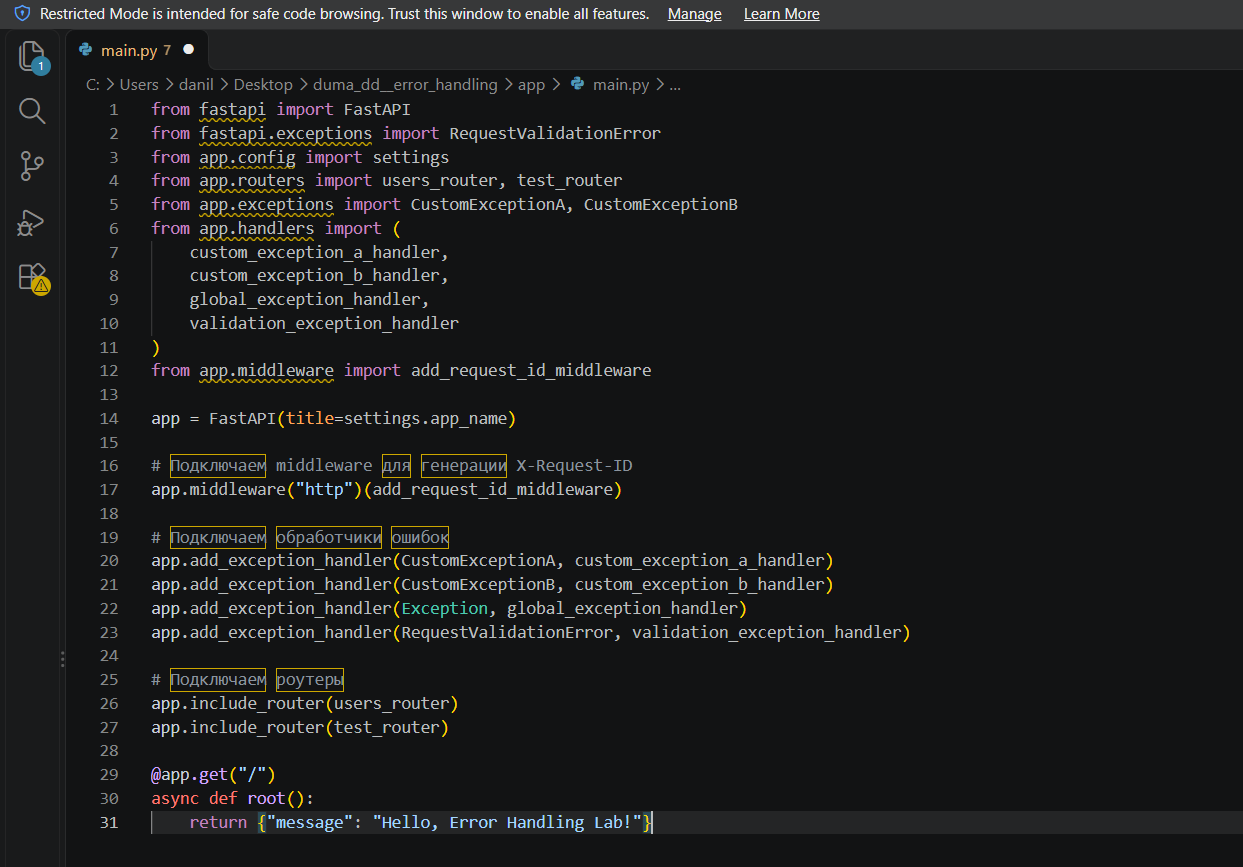 Restricted Mode is intended for safe code browsing. Trust this window to enable all features. Manage Learn More
1
main.py 7
C: > Users > danil > Desktop > duma_dd__error_handling > app > main.py > ...
1 from fastapi import FastAPI
2 from fastapi.exceptions import RequestValidationError
3 from app.config import settings
4 from app.routers import users_router, test_router
5 from app.exceptions import CustomExceptionA, CustomExceptionB
6 from app.handlers import (
7     custom_exception_a_handler,
8     custom_exception_b_handler,
9     global_exception_handler,
10     validation_exception_handler
11 )
12 from app.middleware import add_request_id_middleware
13
14 app = FastAPI(title=settings.app_name)
15
16 # Подключаем middleware для генерации X-Request-ID
17 app.middleware("http")(add_request_id_middleware)
18
19 # Подключаем обработчики ошибок
20 app.add_exception_handler(CustomExceptionA, custom_exception_a_handler)
21 app.add_exception_handler(CustomExceptionB, custom_exception_b_handler)
22 app.add_exception_handler(Exception, global_exception_handler)
23 app.add_exception_handler(RequestValidationError, validation_exception_handler)
24
25 # Подключаем роутеры
26 app.include_router(users_router)
27 app.include_router(test_router)
28
29 @app.get("/")
30 async def root():
31     return {"message": "Hello, Error Handling Lab!"}